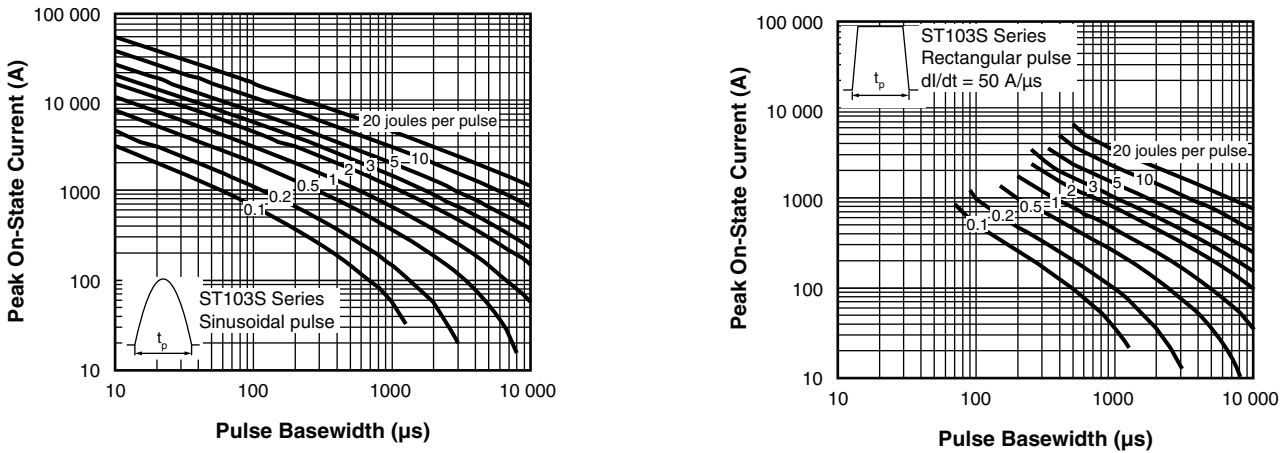 Peak On-State Current (A)
100 000
10 000
1000
100
10
20 joules per pulse
10
5
3
2
1
0.5
0.2
0.1
ST103S Series
Sinusoidal pulse
tp
10
100
1000
10 000
Pulse Basewidth (µs)
Peak On-State Current (A)
100 000
10 000
1000
100
10
tp
ST103S Series
Rectangular pulse
dI/dt = 50 A/µs
20 joules per pulse
10
5
3
2
1
0.5
0.2
0.1
10
100
1000
10 000
Pulse Basewidth (µs)